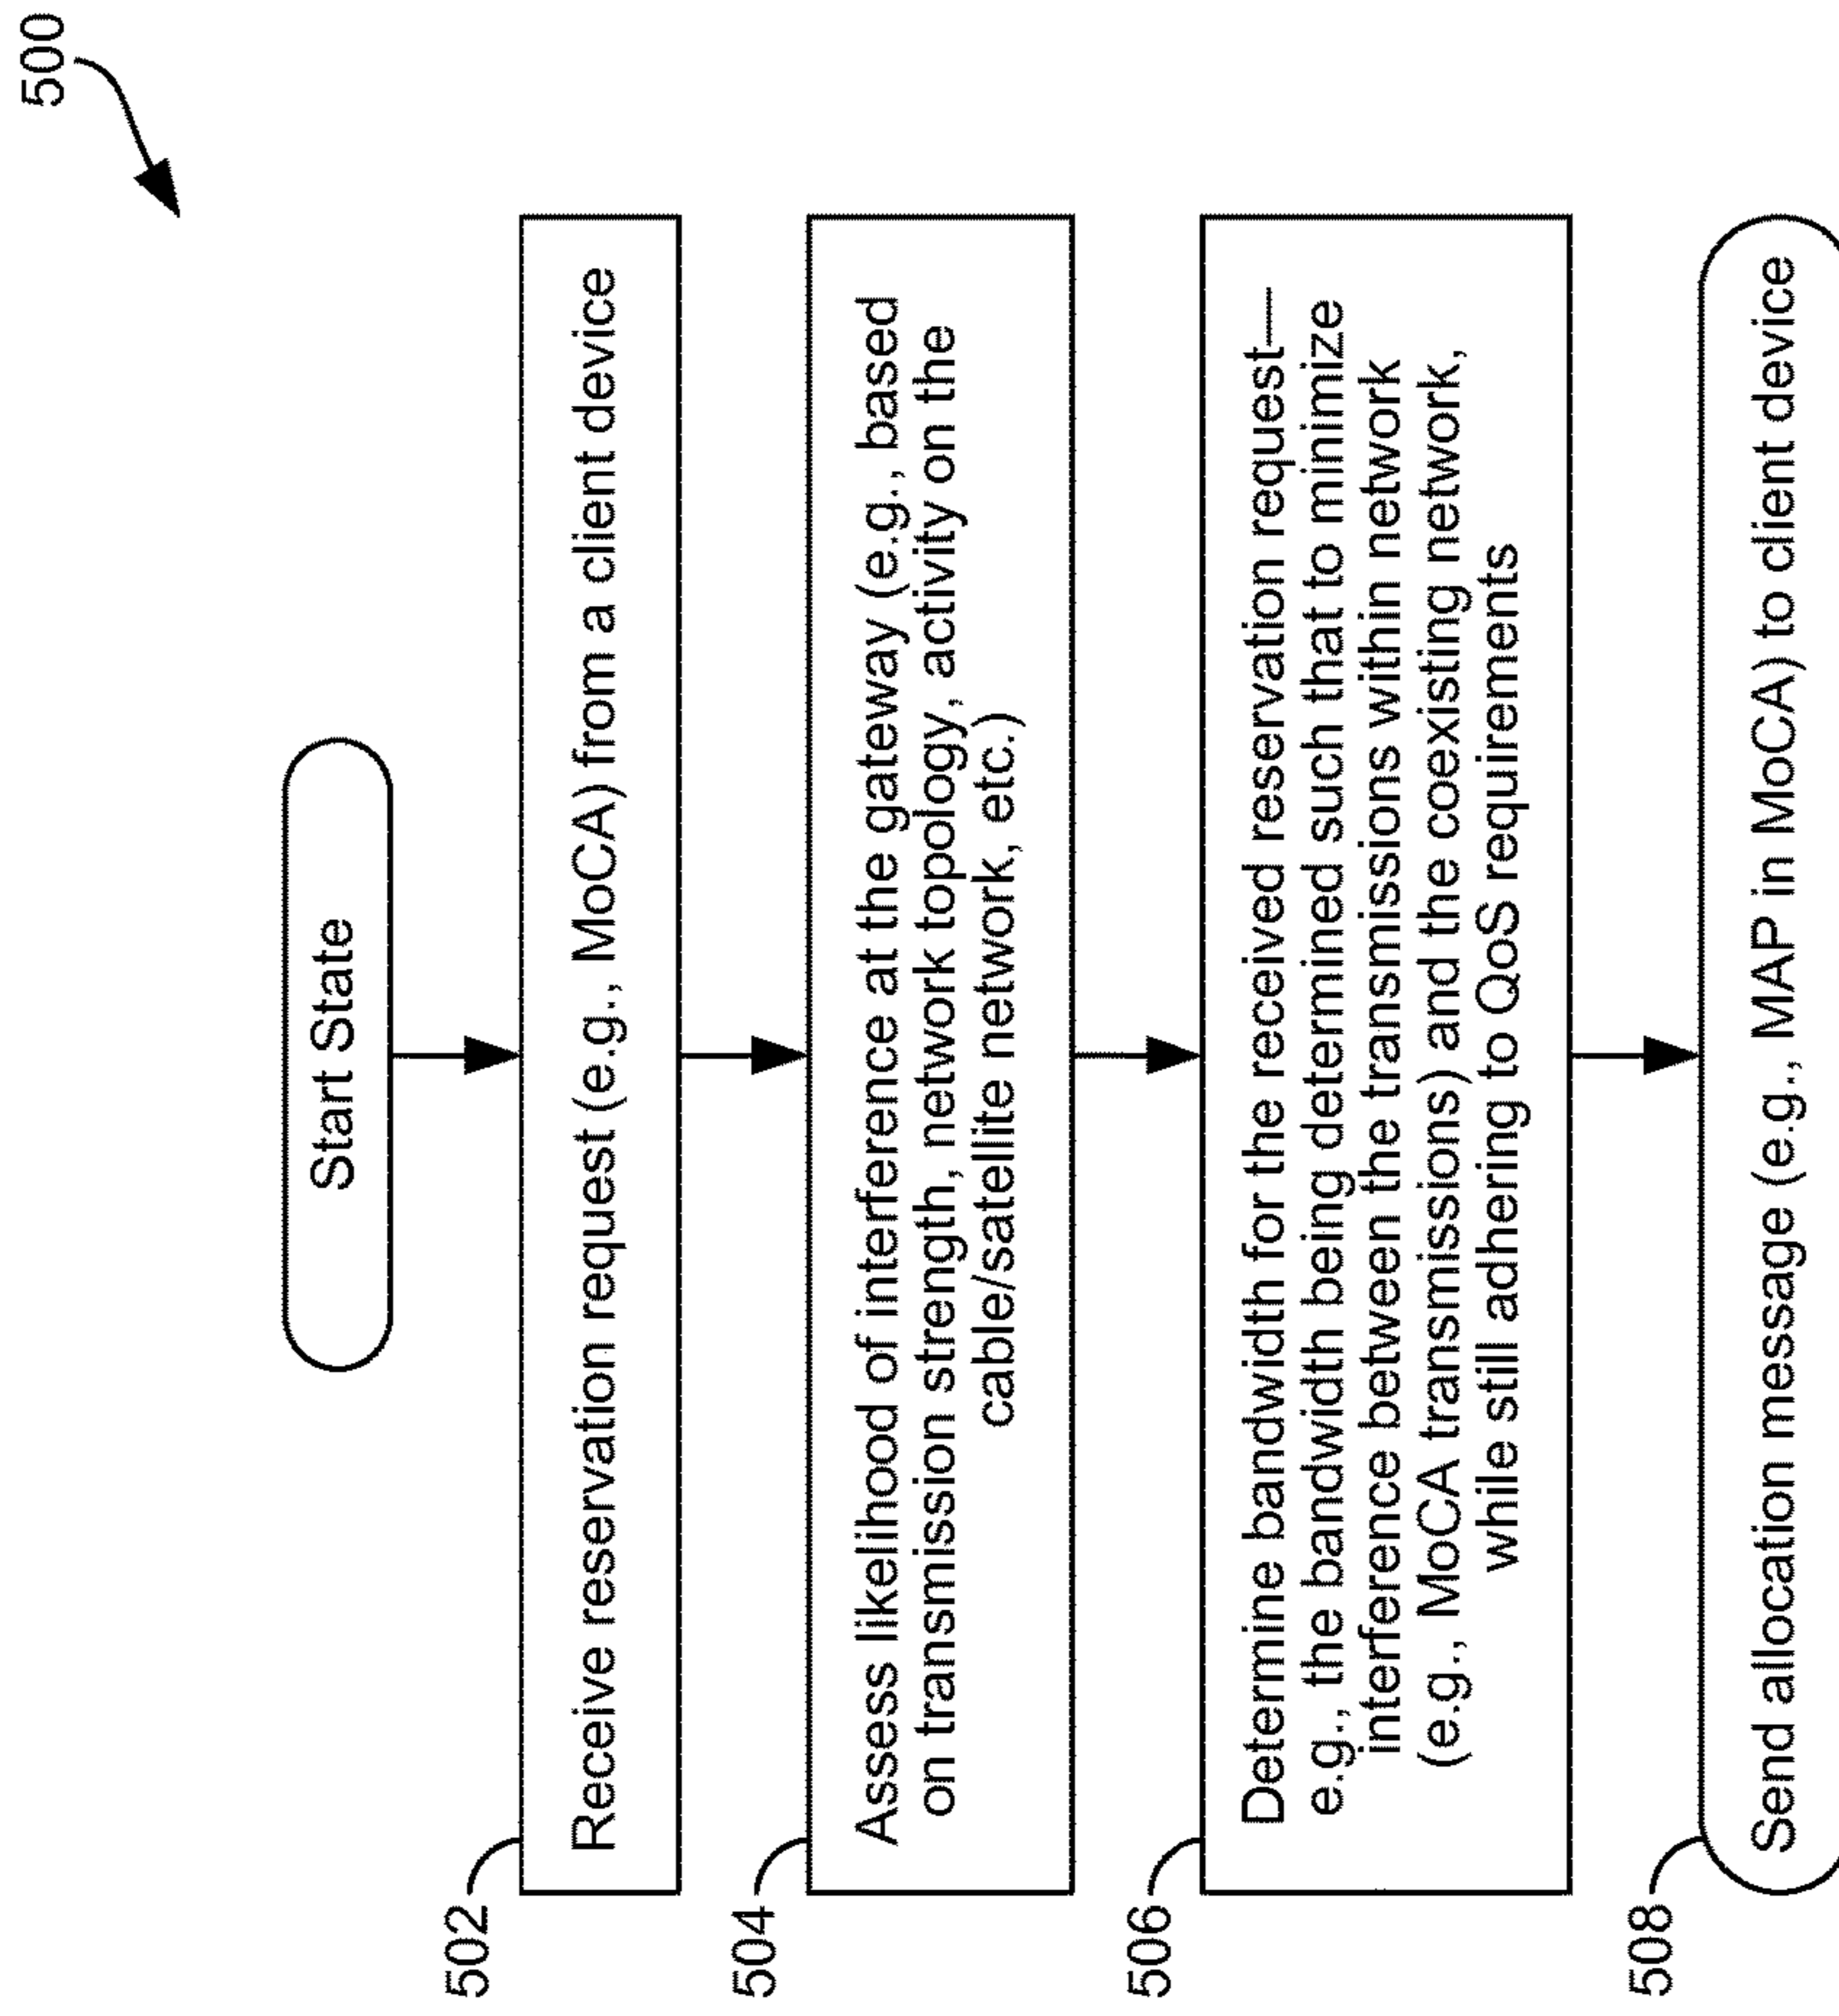 500
Start State
502
Receive reservation request (e.g., MoCA) from a client device
504
Assess likelihood of interference at the gateway (e.g., based
on transmission strength, network topology, activity on the
cable/satellite network, etc.)
506
Determine bandwidth for the received reservation request—
e.g., the bandwidth being determined such that to minimize
interference between the transmissions within network
(e.g., MoCA transmissions) and the coexisting network,
while still adhering to QoS requirements
508
Send allocation message (e.g., MAP in MoCA) to client device